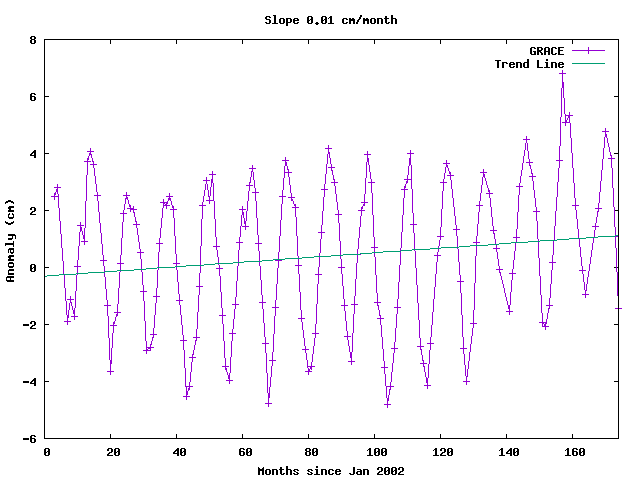 Slope 0.01 cm/month
GRACE
Trend Line
8
6
4
2
0
-2
-4
-6
Anomaly (cm)
0 20 40 60 80 100 120 140 160
Months since Jan 2002